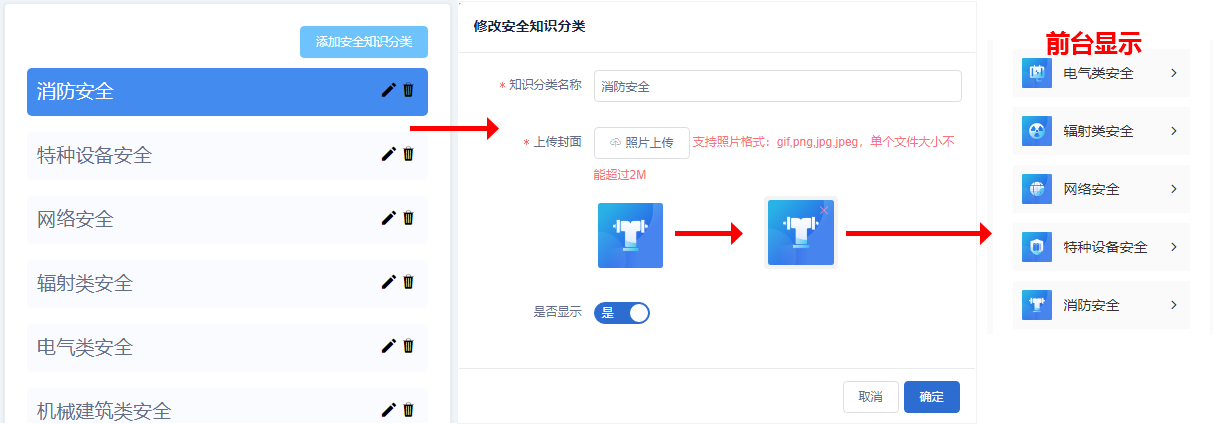 添加安全知识分类
消防安全
特种设备安全
网络安全
辐射类安全
电气类安全
机械建筑类安全
修改安全知识分类
* 知识分类名称
消防安全
* 上传封面
照片上传
支持照片格式：gif,png,jpg,jpeg，单个文件大小不
能超过2M
是否显示
是
取消
确定
前台显示
电气类安全
辐射类安全
网络安全
特种设备安全
消防安全